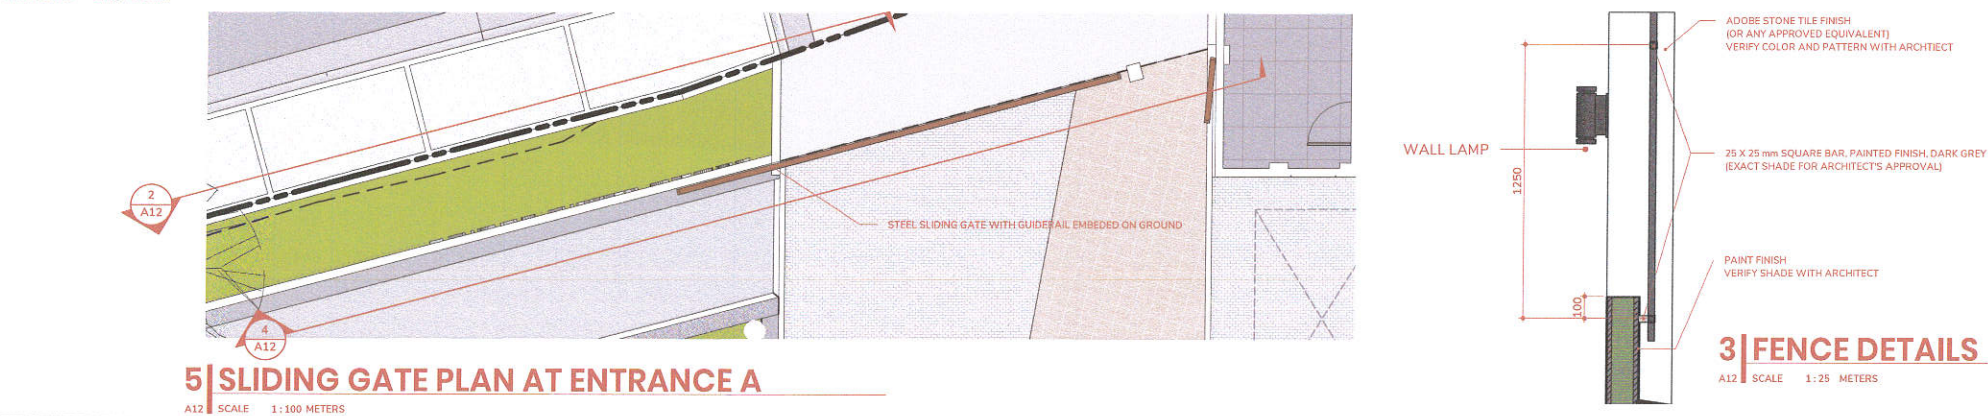 2
A12
4
A12
STEEL SLIDING GATE WITH GUIDERAIL EMBEDED ON GROUND
5 SLIDING GATE PLAN AT ENTRANCE A
A12 SCALE 1:100 METERS
ADOBE STONE TILE FINISH
(OR ANY APPROVED EQUIVALENT)
VERIFY COLOR AND PATTERN WITH ARCHTIECT
WALL LAMP
1250
25 X 25 mm SQUARE BAR. PAINTED FINISH, DARK GREY
(EXACT SHADE FOR ARCHITECT'S APPROVAL)
PAINT FINISH
VERIFY SHADE WITH ARCHITECT
100
3 FENCE DETAILS
A12 SCALE 1:25 METERS